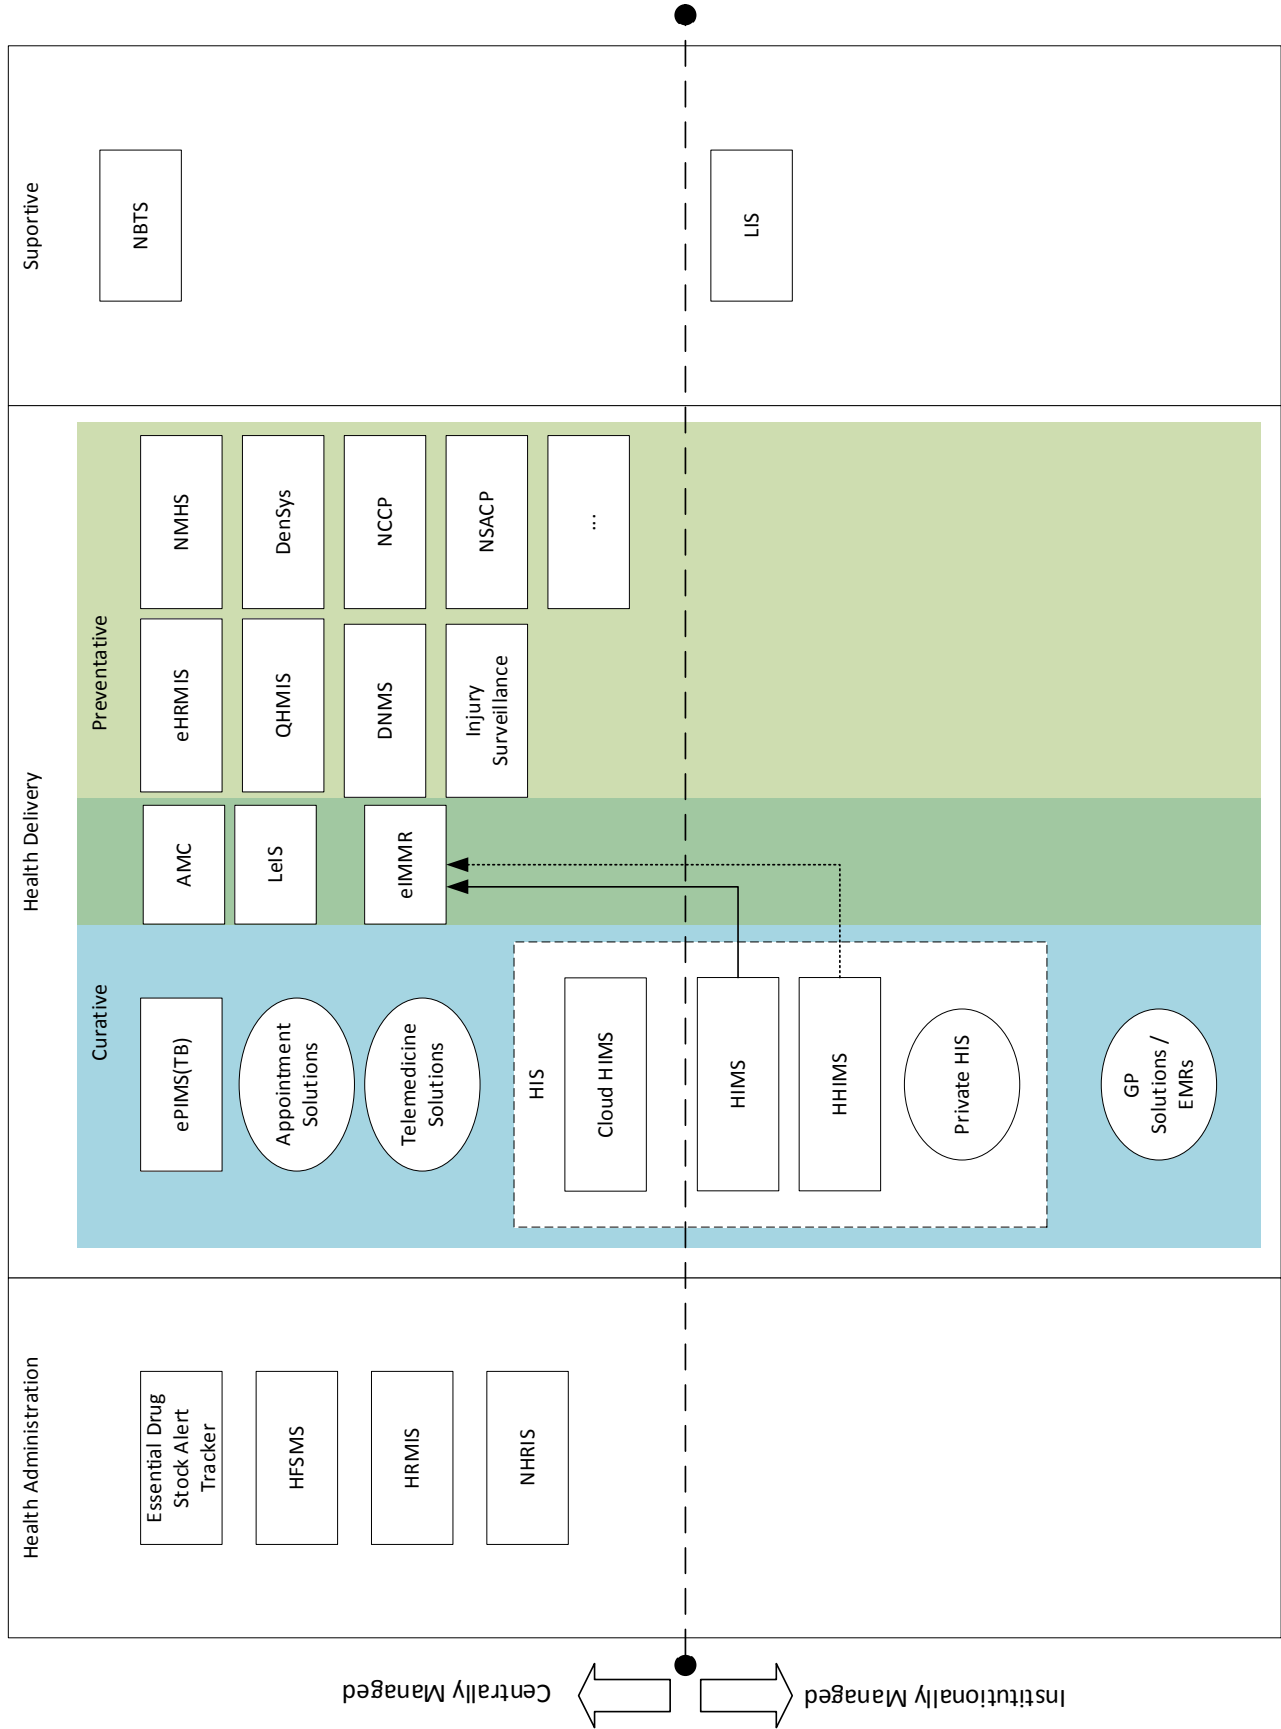 Health Administration
Essential Drug
Stock Alert
Tracker
HFSMS
HRMIS
NHRIS
Health Delivery
Curative
ePIMS(TB)
Appointment
Solutions
Telemedicine
Solutions
HIS
Cloud HIMS
HIMS
HHIMS
Private HIS
GP
Solutions /
EMRs
AMC
LeIS
eIMMR
Preventative
eHRMIS
QHMIS
DNMS
Injury
Surveillance
NMHS
DenSys
NCCP
NSACP
...
Suportive
NBTS
LIS
Centrally Managed
Institutionally Managed